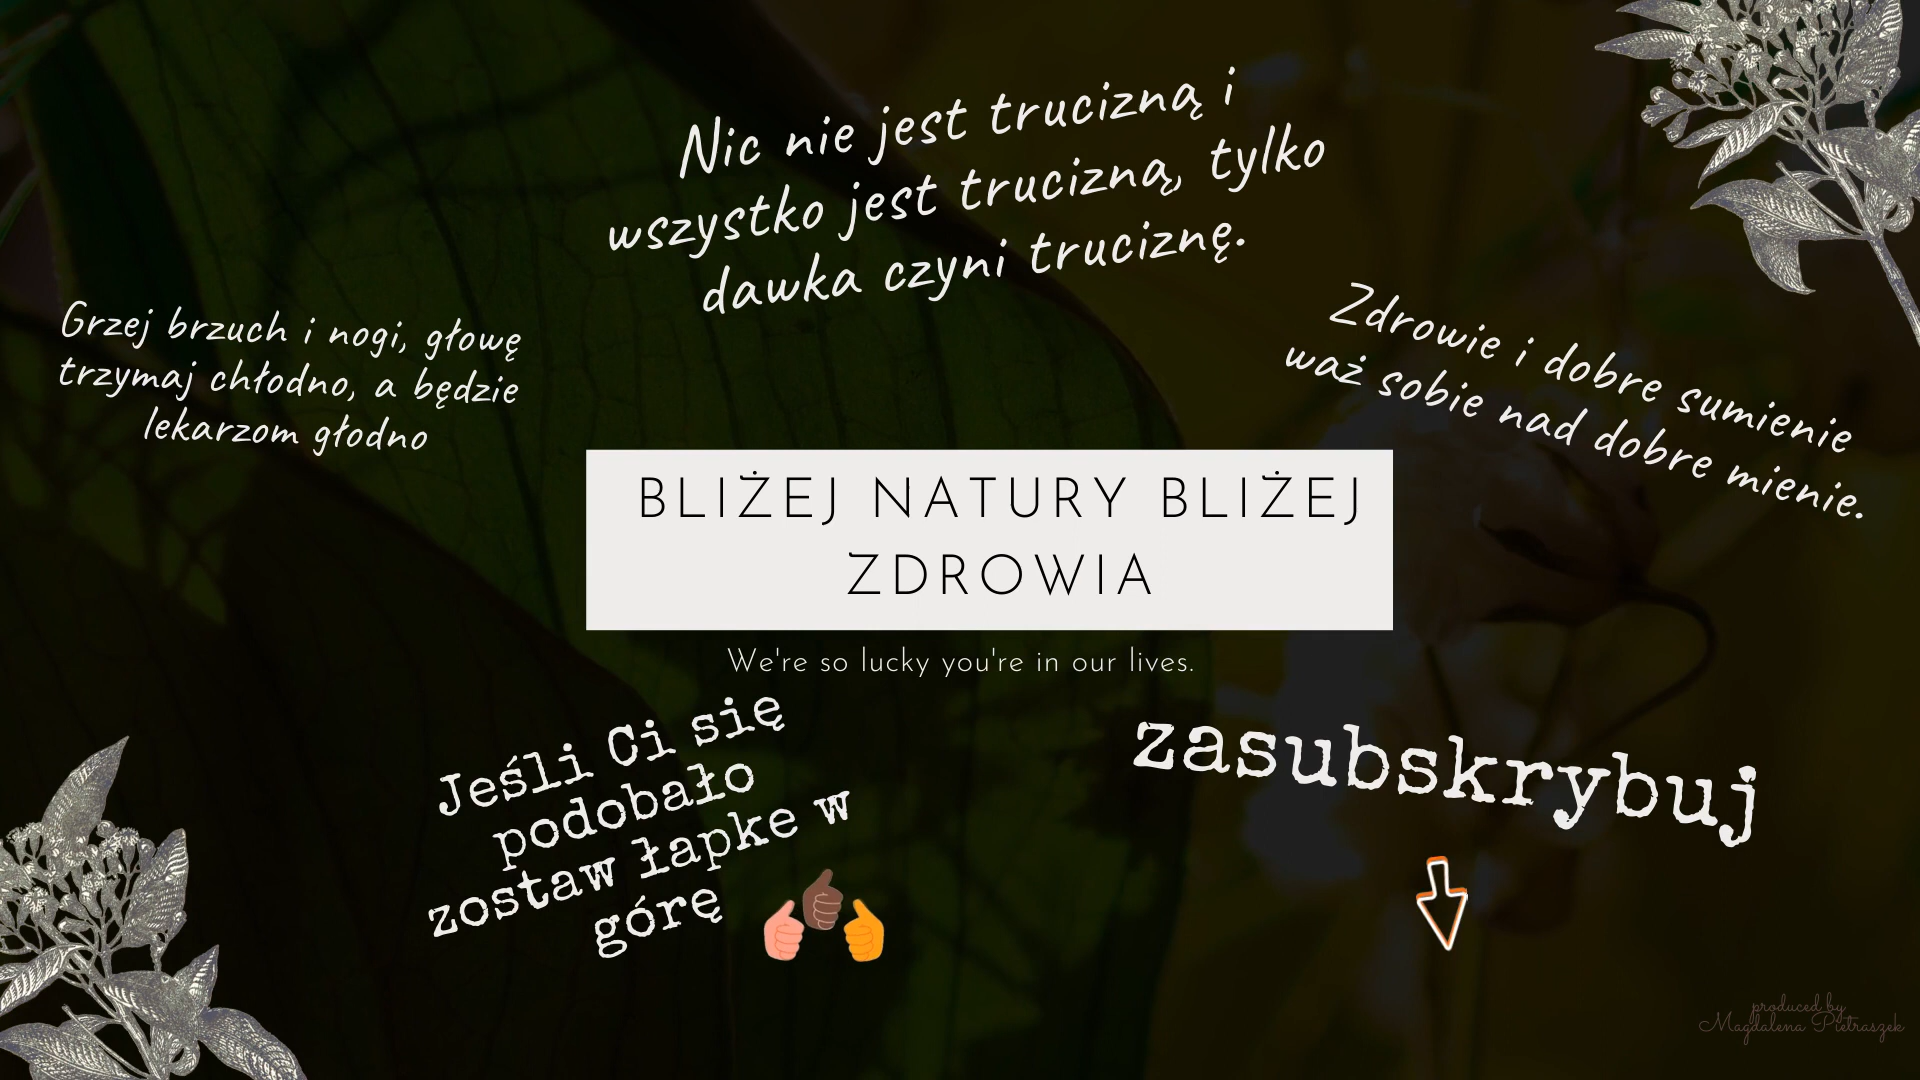 Nic nie jest trucizną i
wszystko jest trucizną, tylko
dawka czyni truciznę.
Grzej brzuch i nogi, głowę
trzymaj chłodno, a będzie
lekarzom głodno
Zdrowie i dobre sumienie
waż sobie nad dobre mienie.
BLIŻEJ NATURY BLIŻEJ
ZDROWIA
We're so lucky you're in our lives.
Jeśli Ci się
podobało
zostaw łapke w
górę
zasubskrybuj
produced by
Magdalena Pietraszek